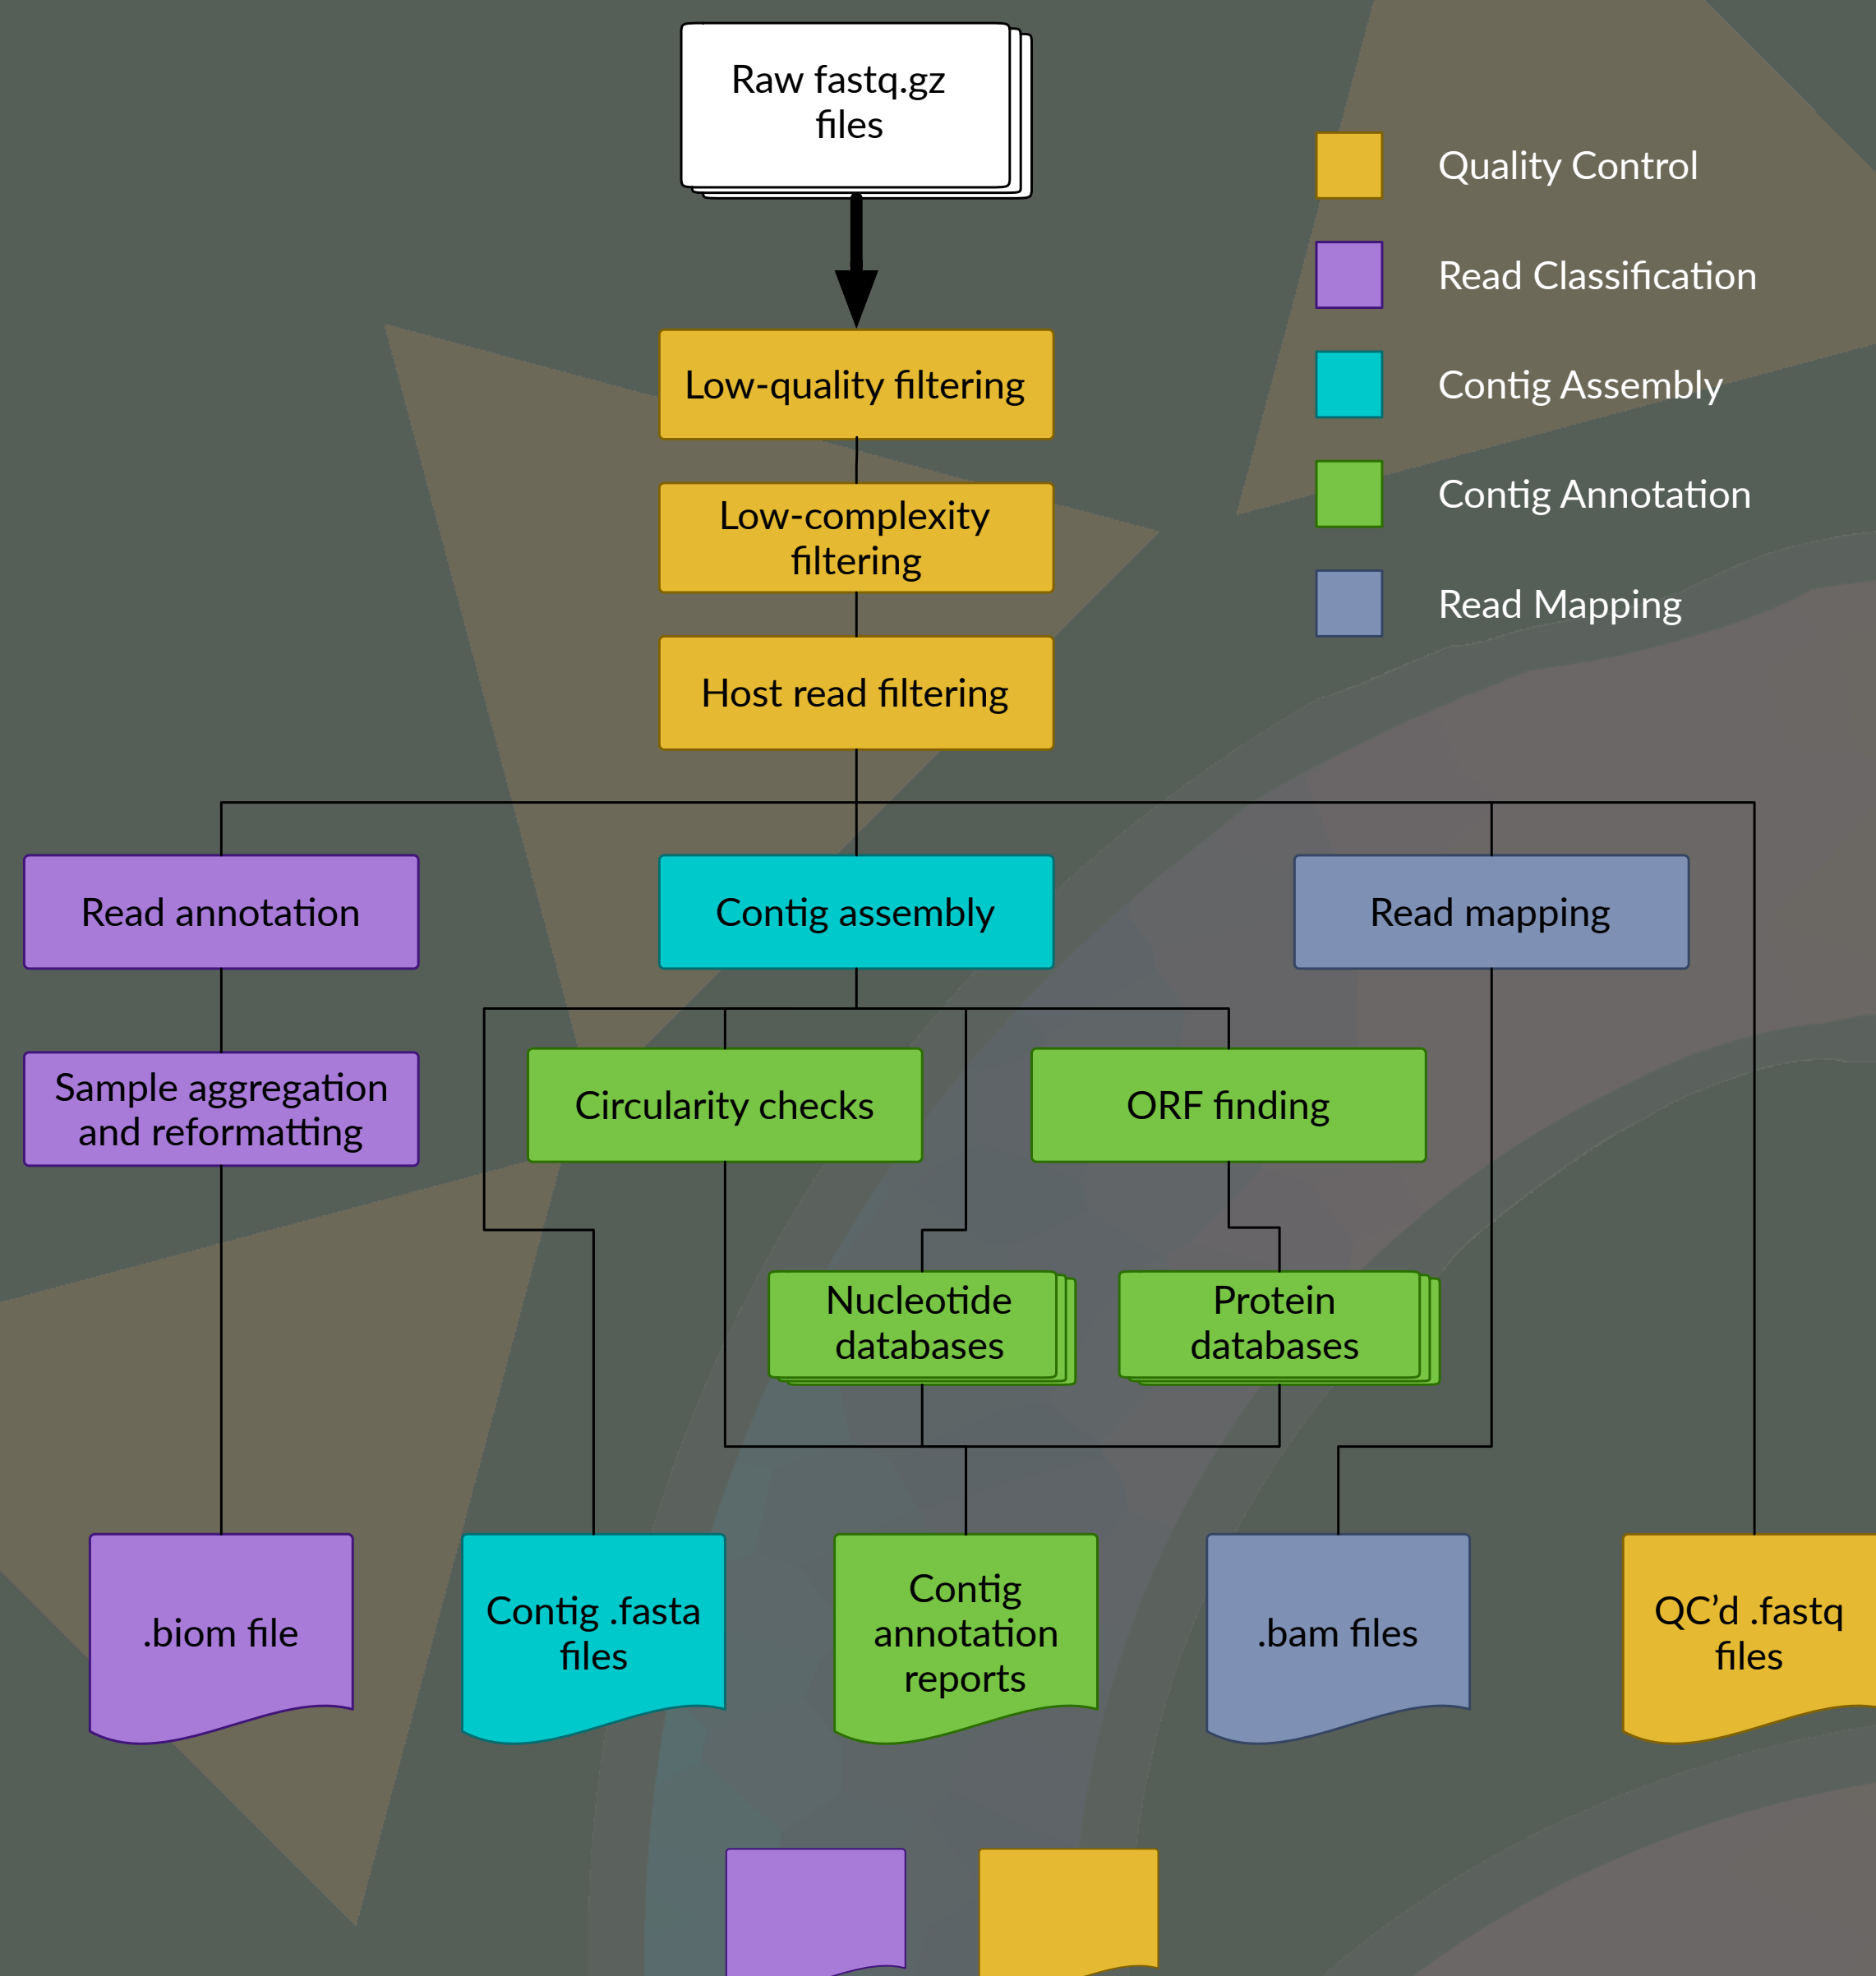 Raw fastq.gz
files
Quality Control
Read Classification
Contig Assembly
Contig Annotation
Read Mapping
Low-quality filtering
Low-complexity
filtering
Host read filtering
Read annotation
Contig assembly
Read mapping
Sample aggregation
and reformatting
Circularity checks
ORF finding
Nucleotide
databases
Protein
databases
.biom file
Contig .fasta
files
Contig
annotation
reports
.bam files
QC’d .fastq
files